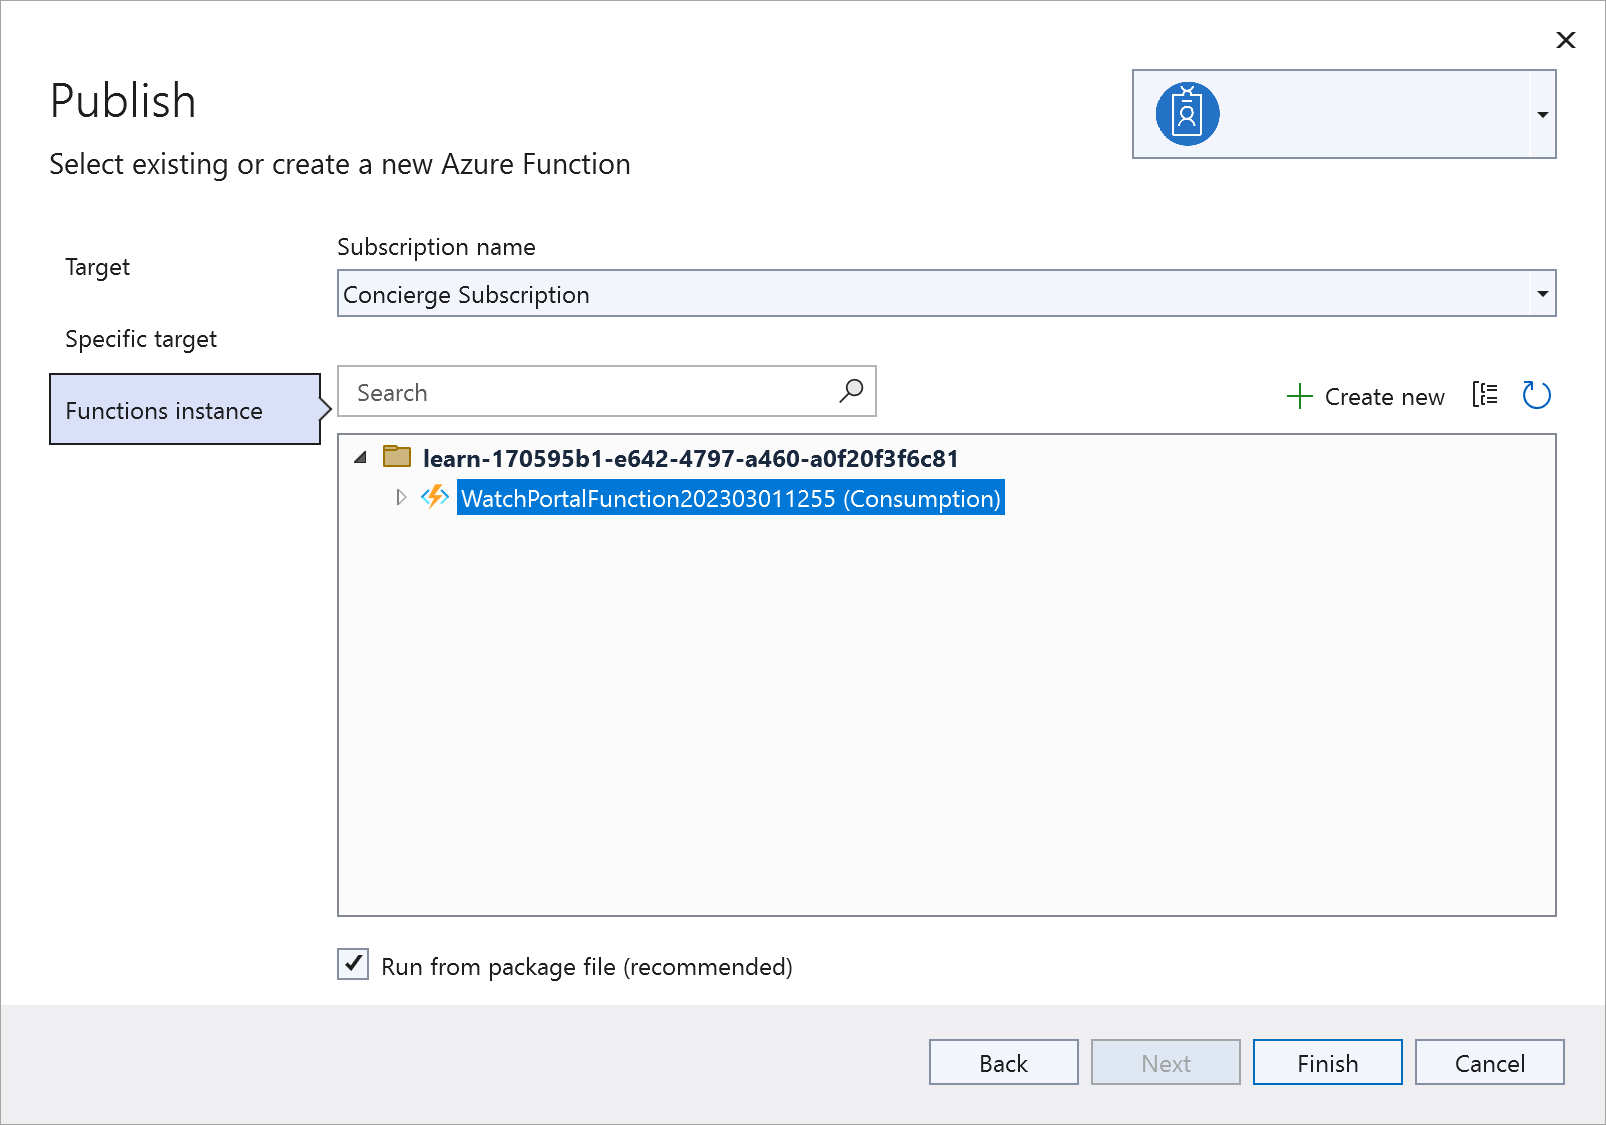 Publish
Select existing or create a new Azure Function
Target
Specific target
Functions instance
Subscription name
Concierge Subscription
Search
Create new
learn-170595b1-e642-4797-a460-a0f20f3f6c81
WatchPortalFunction202303011255 (Consumption)
Run from package file (recommended)
Back
Next
Finish
Cancel